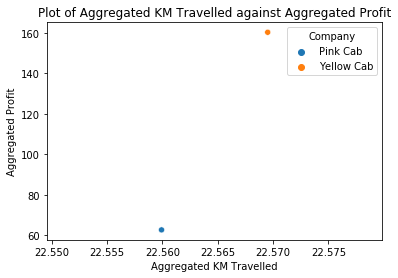 Plot of Aggregated KM Travelled against Aggregated Profit
160
140
120
100
80
60
Aggregated Profit
Company
Pink Cab
Yellow Cab
22.550 22.555 22.560 22.565 22.570 22.575
Aggregated KM Travelled